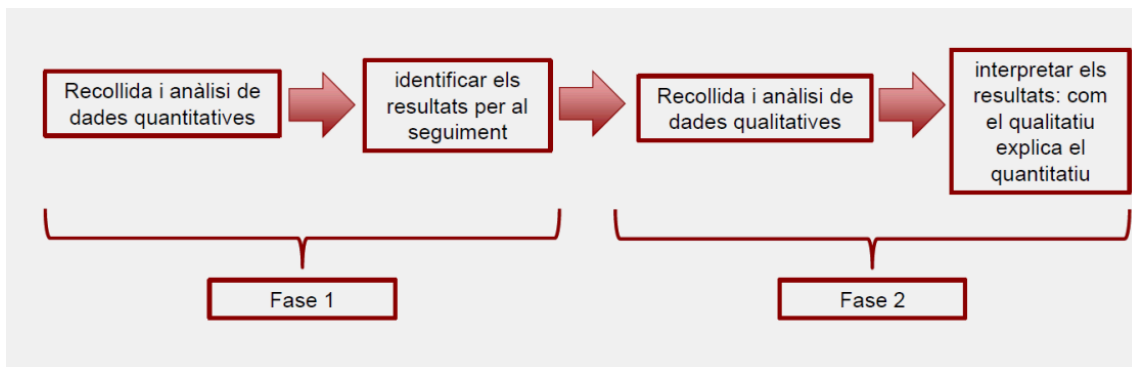 Recollida i anàlisi de
dades quantitatives
identificar els
resultats per al
seguiment
Recollida i anàlisi de
dades qualitatives
interpretar els
resultats: com
el qualitatiu
explica el
quantitatiu
Fase 1
Fase 2